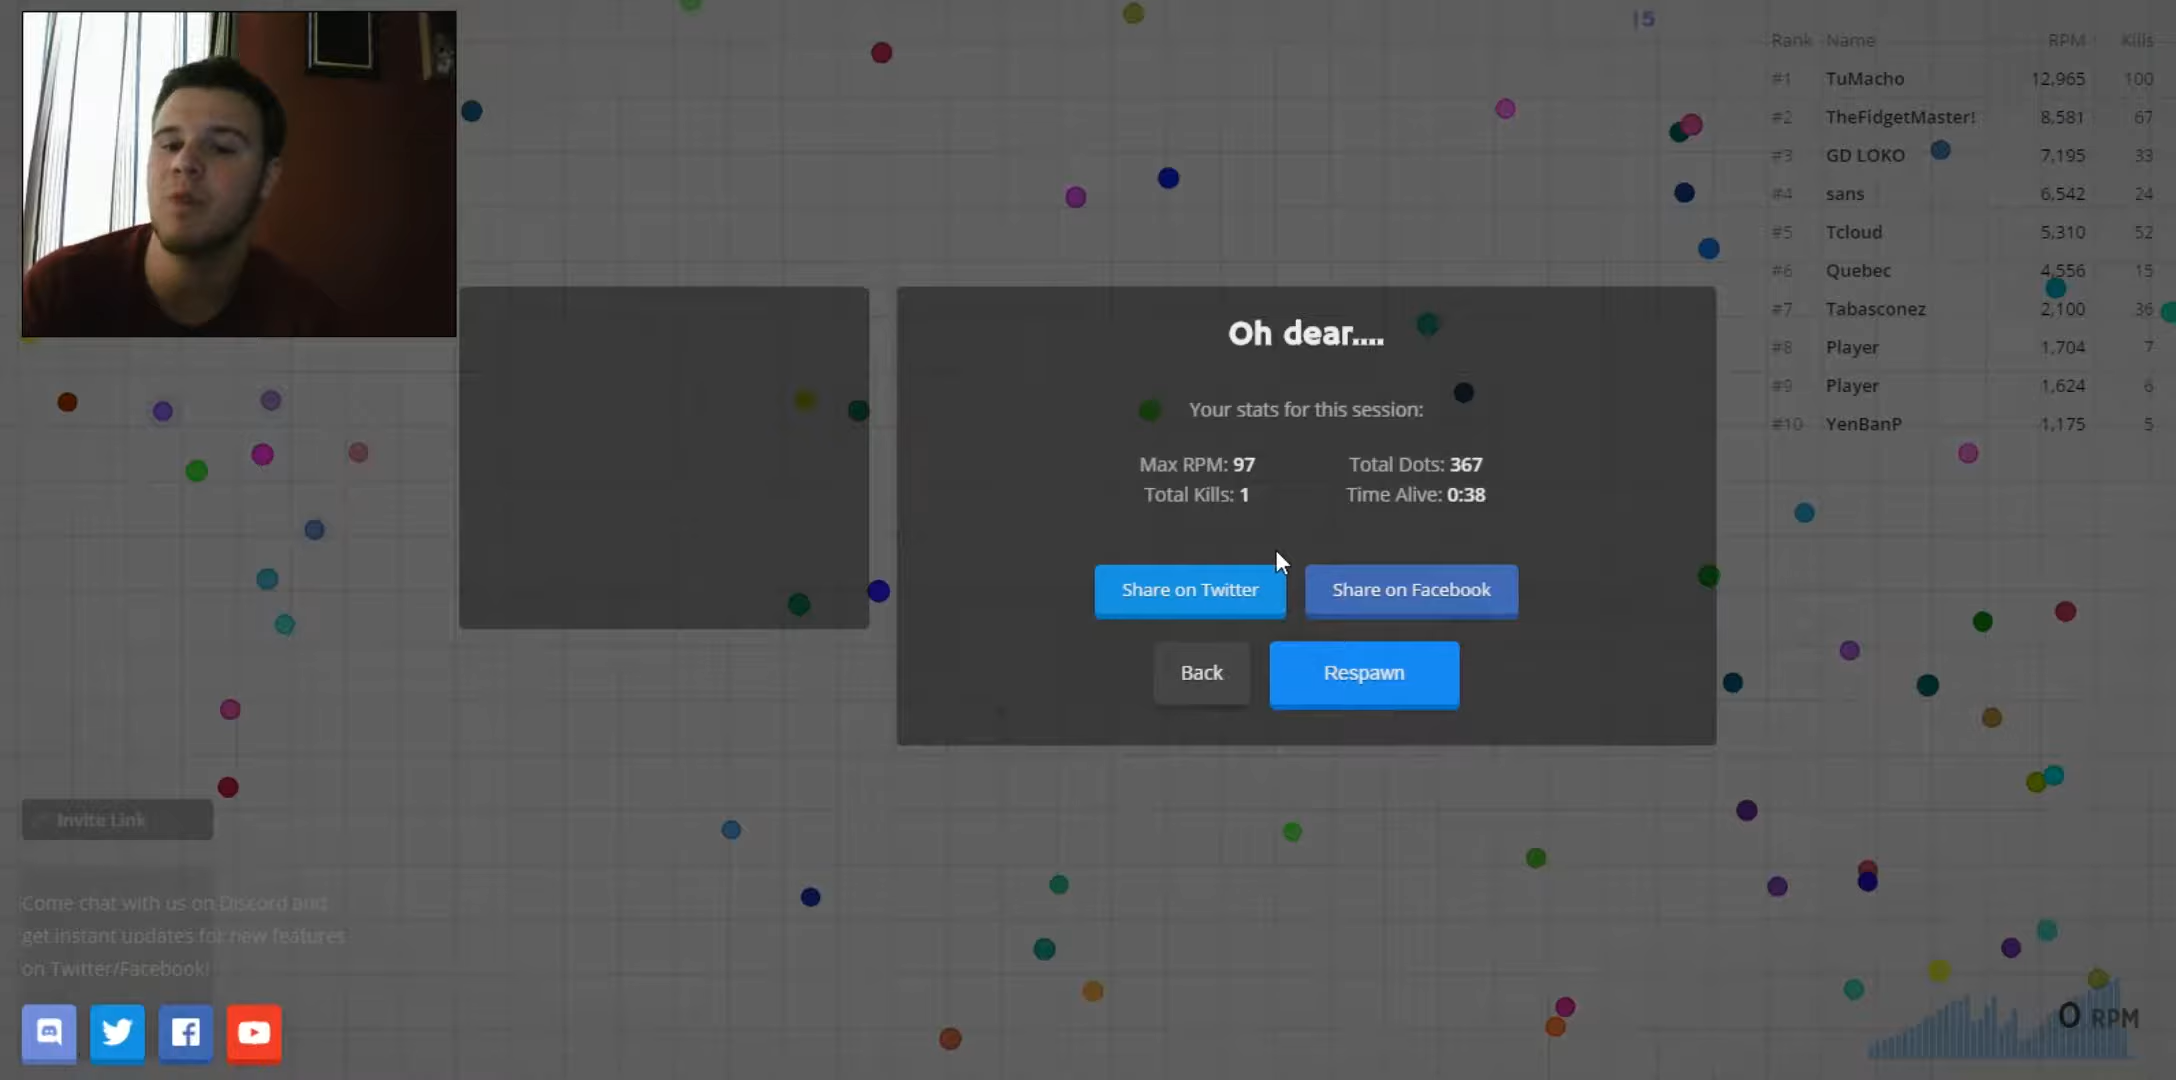 15
Rank Name RPM Kills
#1 TuMacho 12,965 100
#2 TheFidgetMaster! 8,581 67
#3 GD LOKO 7,195 33
#4 sans 6,542 24
#5 Tcloud 5,310 52
#6 Quebec 4,556 15
#7 Tabasconez 2,100 36
#8 Player 1,704 7
#9 Player 1,624 6
#10 YenBanP 1,175 5
Oh dear....
Your stats for this session:
Max RPM: 97 Total Dots: 367
Total Kills: 1 Time Alive: 0:38
Share on Twitter Share on Facebook
Back Respawn
Invite Link
Come chat with us on Discord and
get instant updates for new features
on Twitter/Facebook!
0 RPM